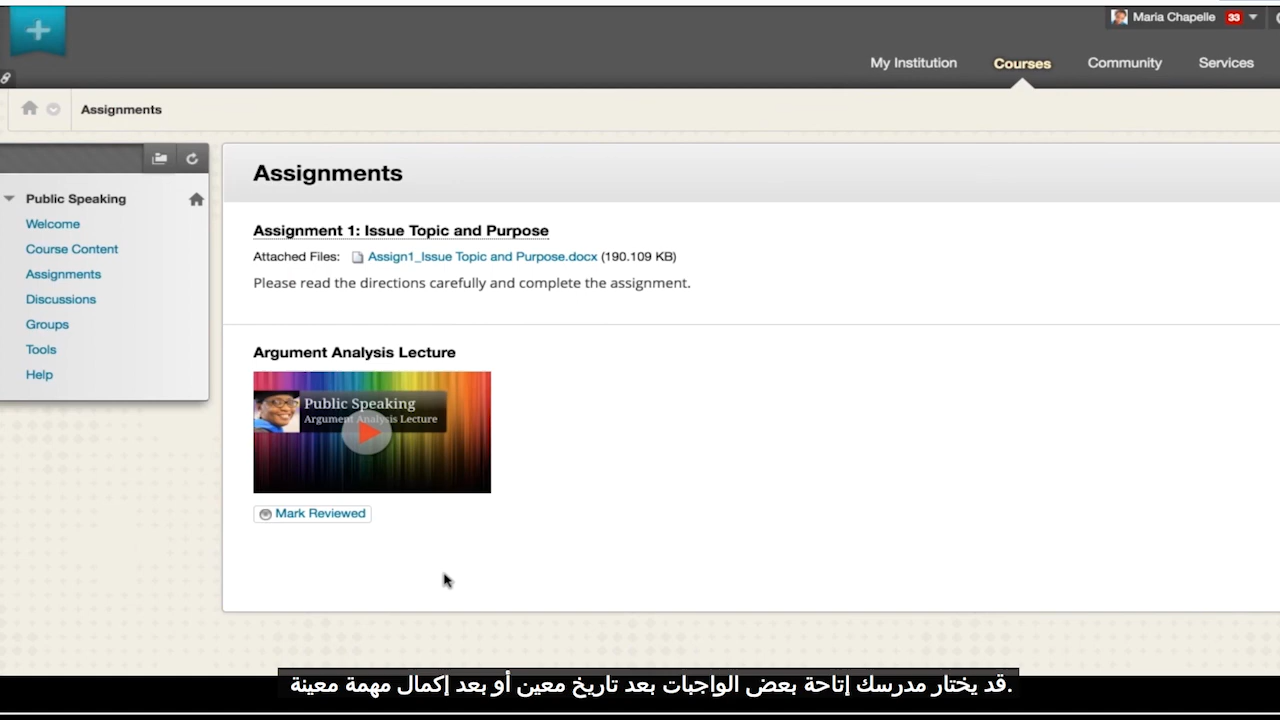 Maria Chapelle 33
My Institution Courses Community Services
Assignments
Assignments
Public Speaking
Welcome
Course Content
Assignments
Discussions
Groups
Tools
Help
Assignment 1: Issue Topic and Purpose
Attached Files: Assign1_Issue Topic and Purpose.docx (190.109 KB)
Please read the directions carefully and complete the assignment.
Argument Analysis Lecture
Public Speaking
Argument Analysis Lecture
Mark Reviewed
قد يختار مدرسك إتاحة بعض الواجبات بعد تاريخ معين أو بعد إكمال مهمة معينة.